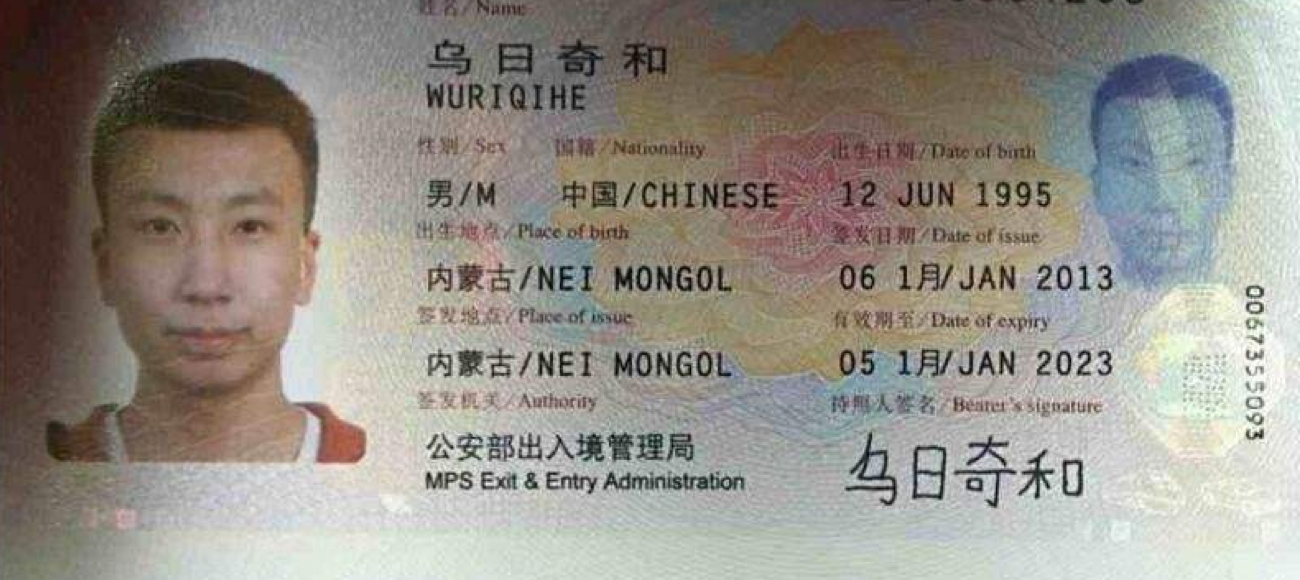 姓名/Name
乌日奇和
WURIQIHE
性别/Sex 国籍/Nationality 出生日期/Date of birth
男/M 中国/CHINESE 12 JUN 1995
出生地点/Place of birth 签发日期/Date of issue
内蒙古/NEI MONGOL 06 1月/JAN 2013
签发地点/Place of issue 有效期至/Date of expiry
内蒙古/NEI MONGOL 05 1月/JAN 2023
签发机关/Authority 持照人签名/Bearer's signature
公安部出入境管理局
MPS Exit & Entry Administration
乌日奇和
0067355093